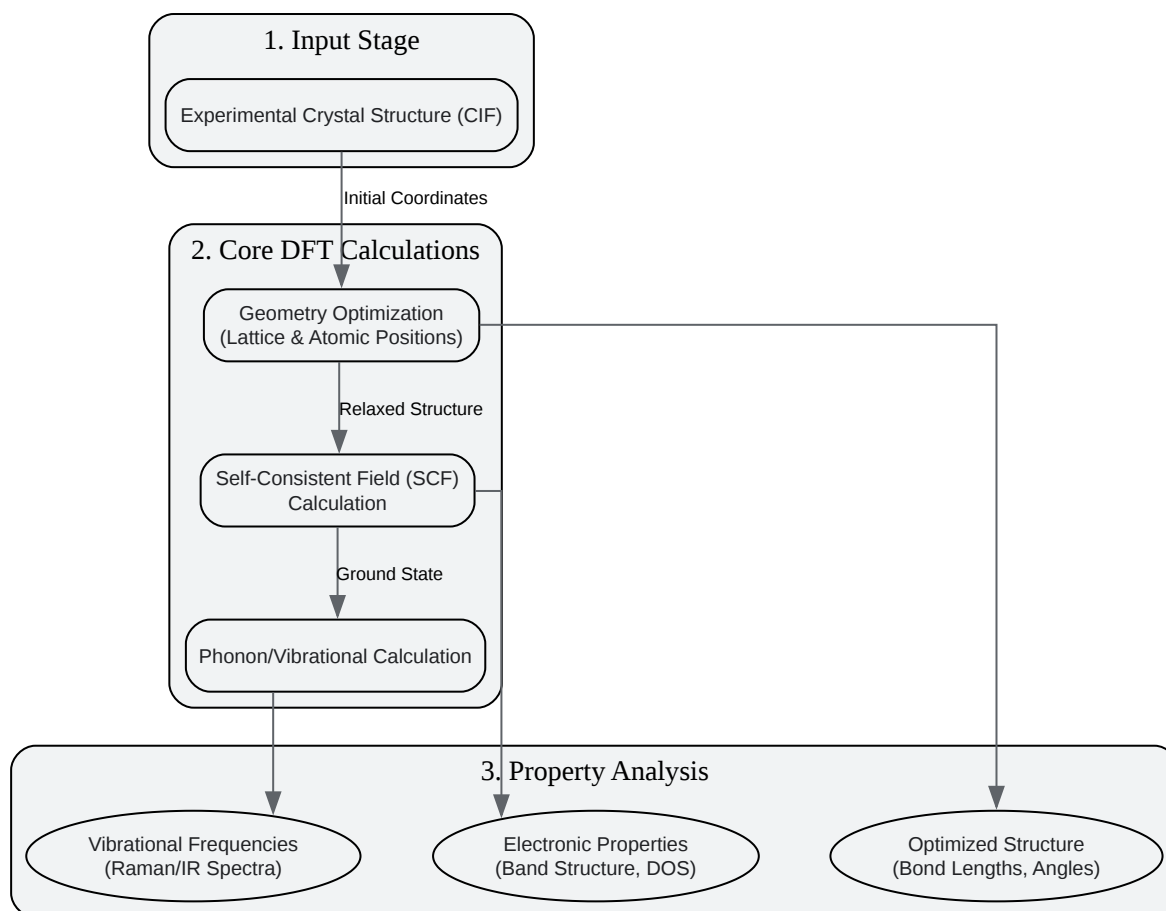 1. Input Stage
Experimental Crystal Structure (CIF)
Initial Coordinates
2. Core DFT Calculations
Geometry Optimization
(Lattice & Atomic Positions)
Relaxed Structure
Self-Consistent Field (SCF)
Calculation
Ground State
Phonon/Vibrational Calculation
3. Property Analysis
Vibrational Frequencies
(Raman/IR Spectra)
Electronic Properties
(Band Structure, DOS)
Optimized Structure
(Bond Lengths, Angles)